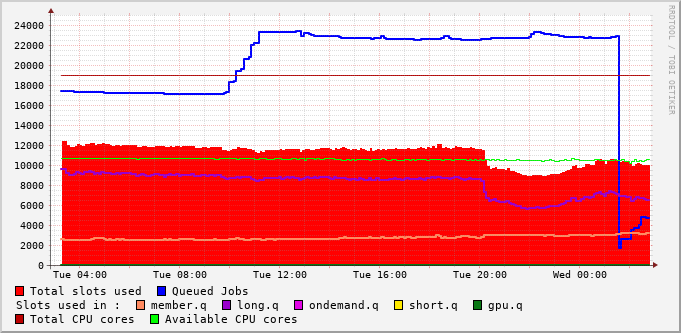 24000
22000
20000
18000
16000
14000
12000
10000
8000
6000
4000
2000
0
Tue 04:00 Tue 08:00 Tue 12:00 Tue 16:00 Tue 20:00 Wed 00:00
RRDTOOL / TOBI OETIKER
Total slots used Queued Jobs
Slots used in : member.q long.q ondemand.q short.q gpu.q
Total CPU cores Available CPU cores